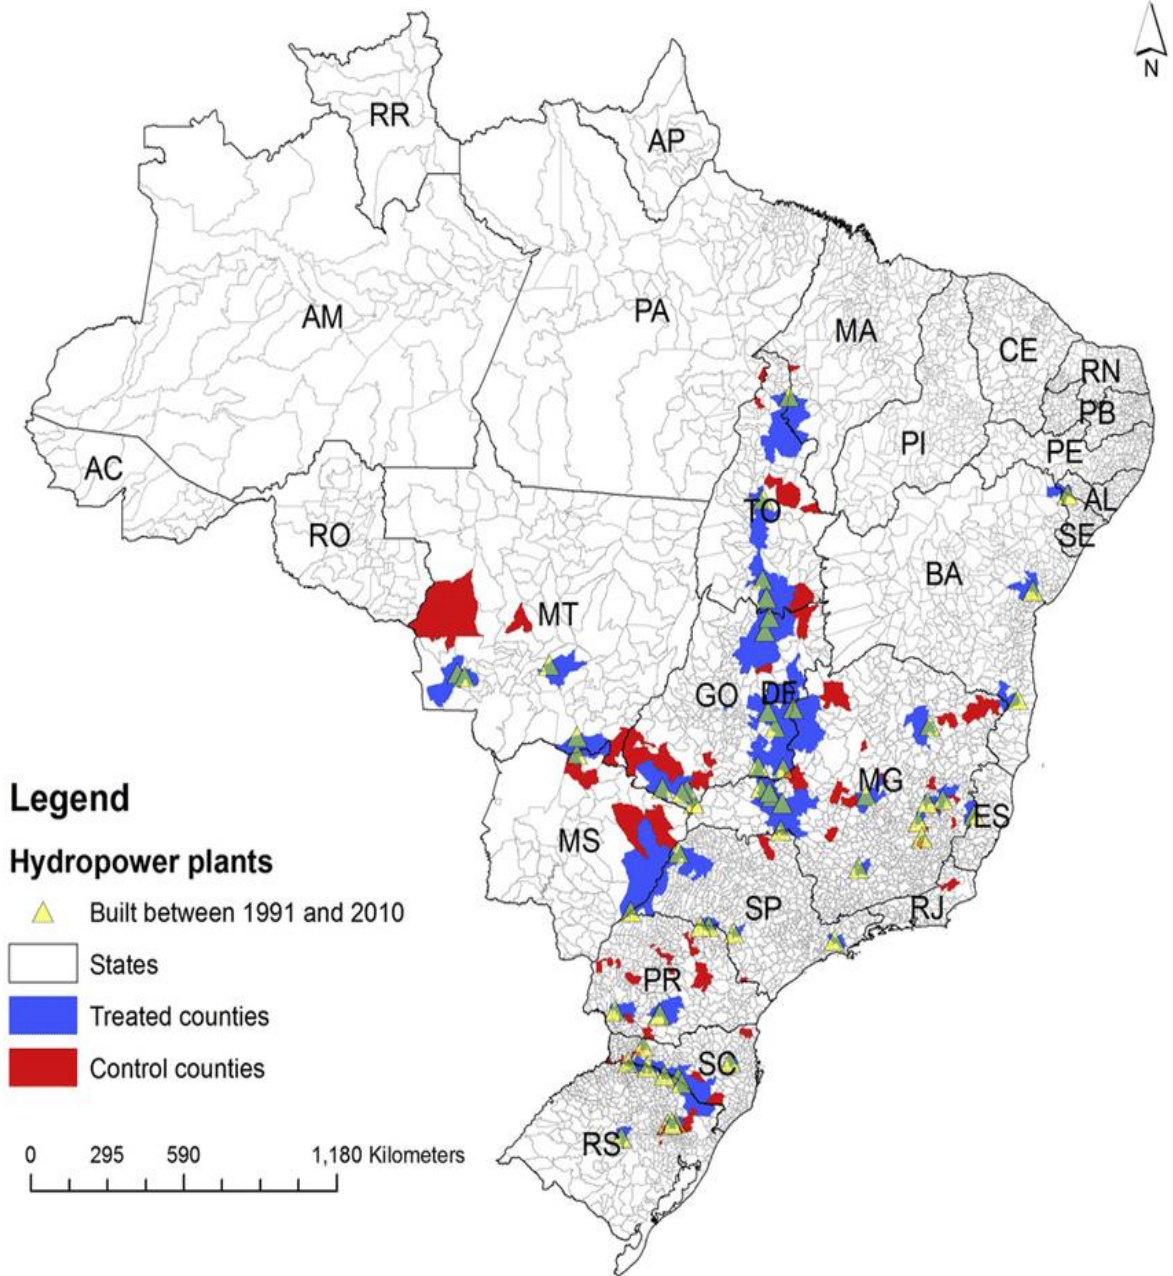 N
RR
AP
AM
PA
MA
CE
RN
PB
PI
PE
AC
AL
TO
SE
RO
BA
MT
GO
DF
MG
Legend
MS
ES
Hydropower plants
Built between 1991 and 2010
SP
RJ
States
PR
Treated counties
Control counties
SC
RS
0 295 590 1,180 Kilometers